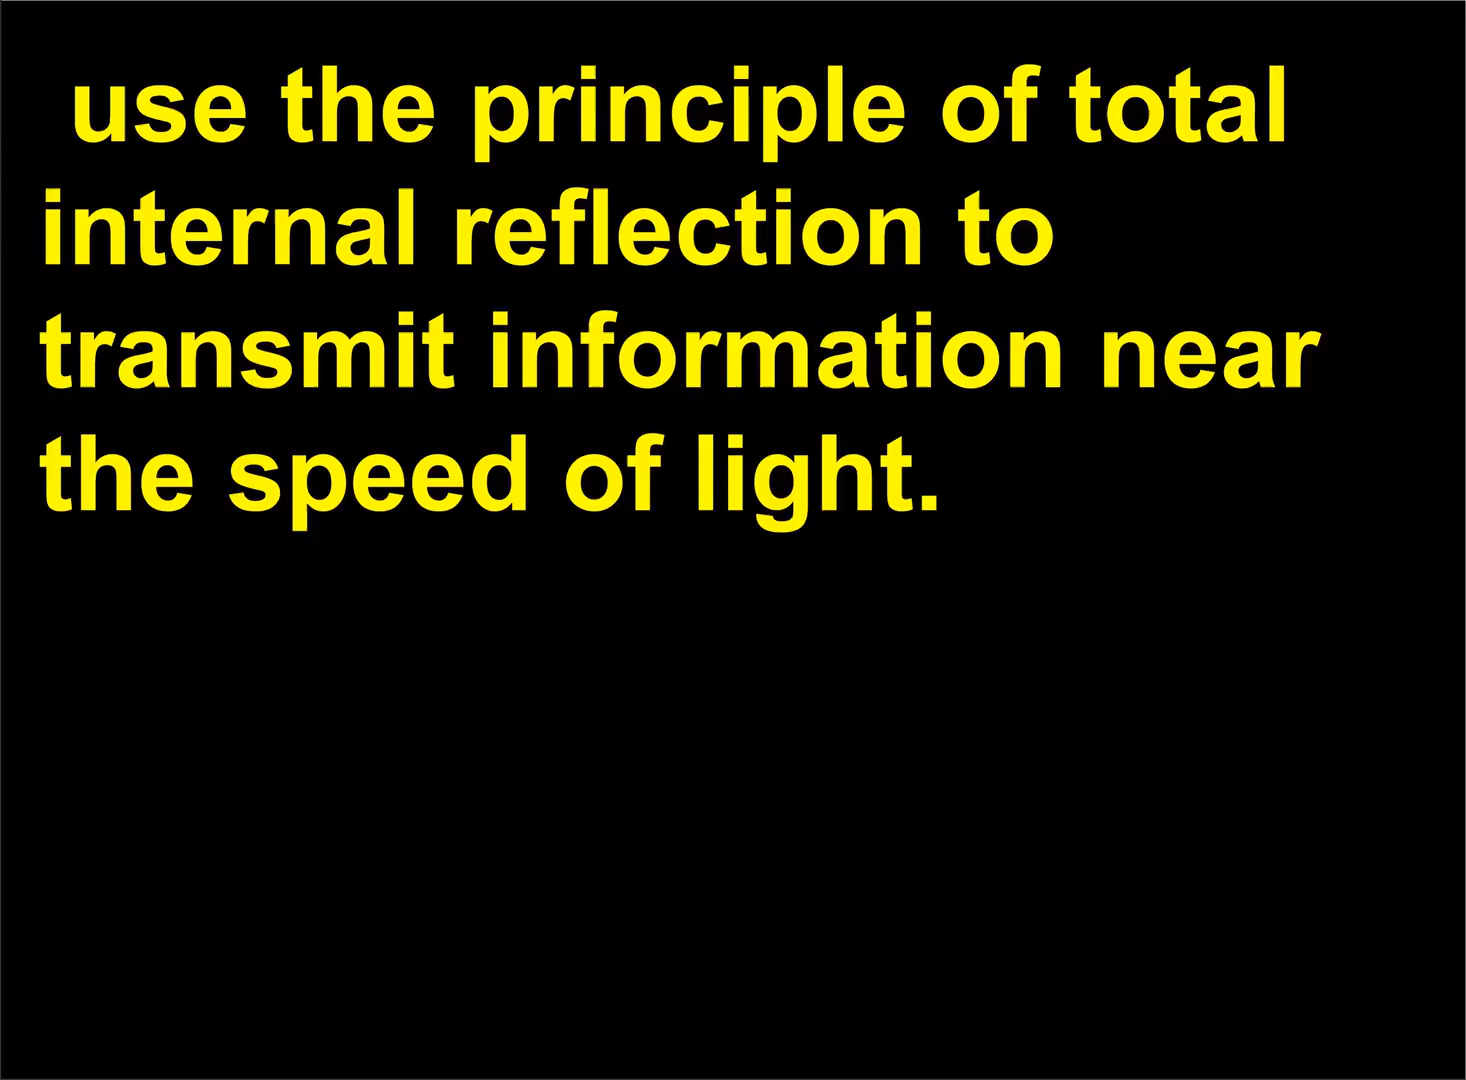 use the principle of total
internal reflection to
transmit information near
the speed of light.